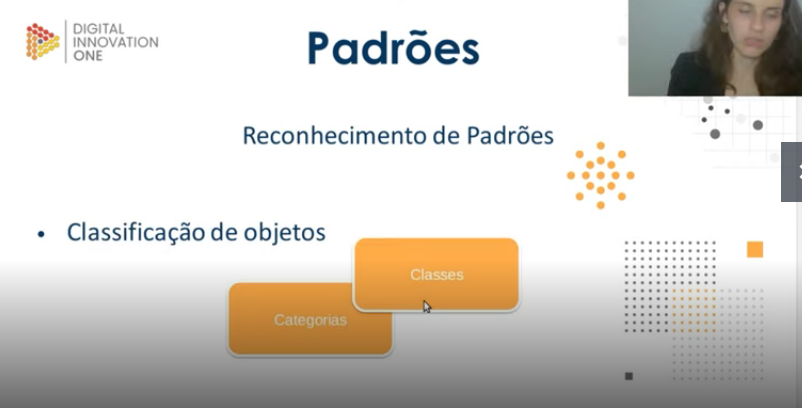 DIGITAL
INNOVATION
ONE
Padrões
Reconhecimento de Padrões
• Classificação de objetos
Classes
Categorias